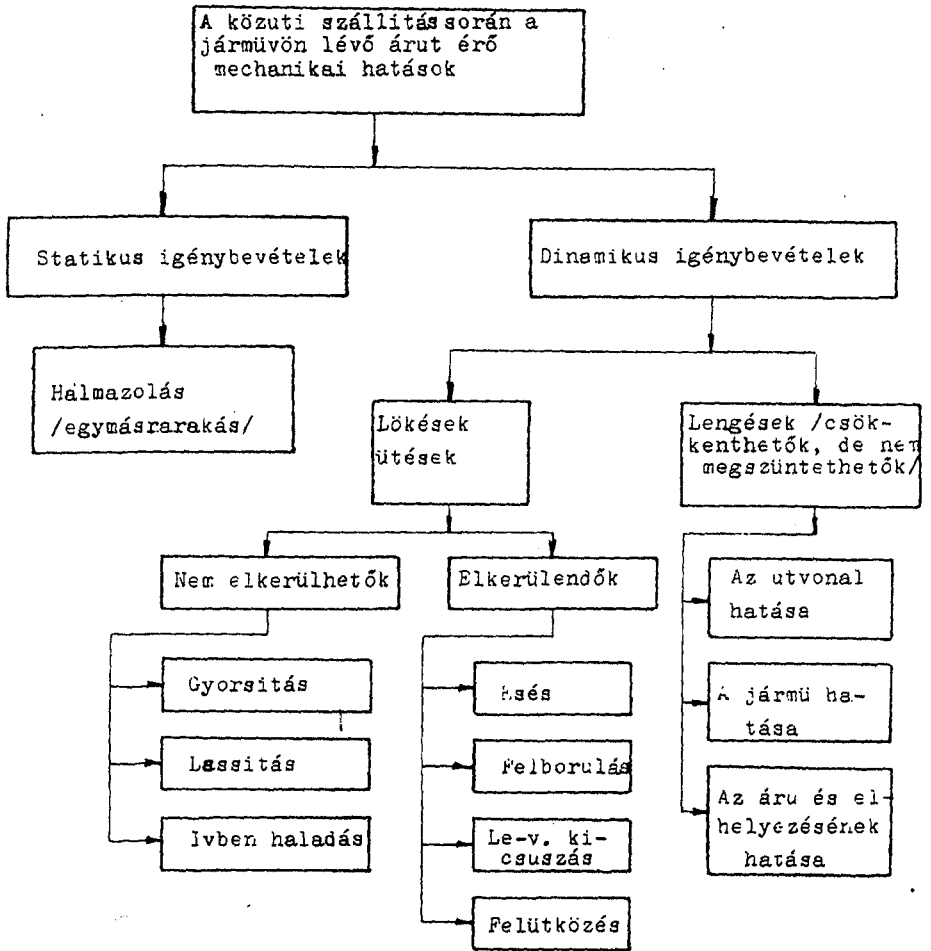 A közuti szállitás során a
jármüvön lévő árut érő
mechanikai hatások
Statikus igénybevételek
Dinamikus igénybevételek
Halmazolás
/egymásrarakás/
Lökések
ütések
Lengések /csök-
kenthetők, de nem
megszüntethetők/
Nem elkerülhetők
Elkerülendők
Gyorsitás
Lassitás
Ivben haladás
Esés
Felborulás
Le-v. ki-
csuszás
Felütközés
Az utvonal
hatása
A jármü ha-
tása
Az áru és el-
helyezésének
hatása